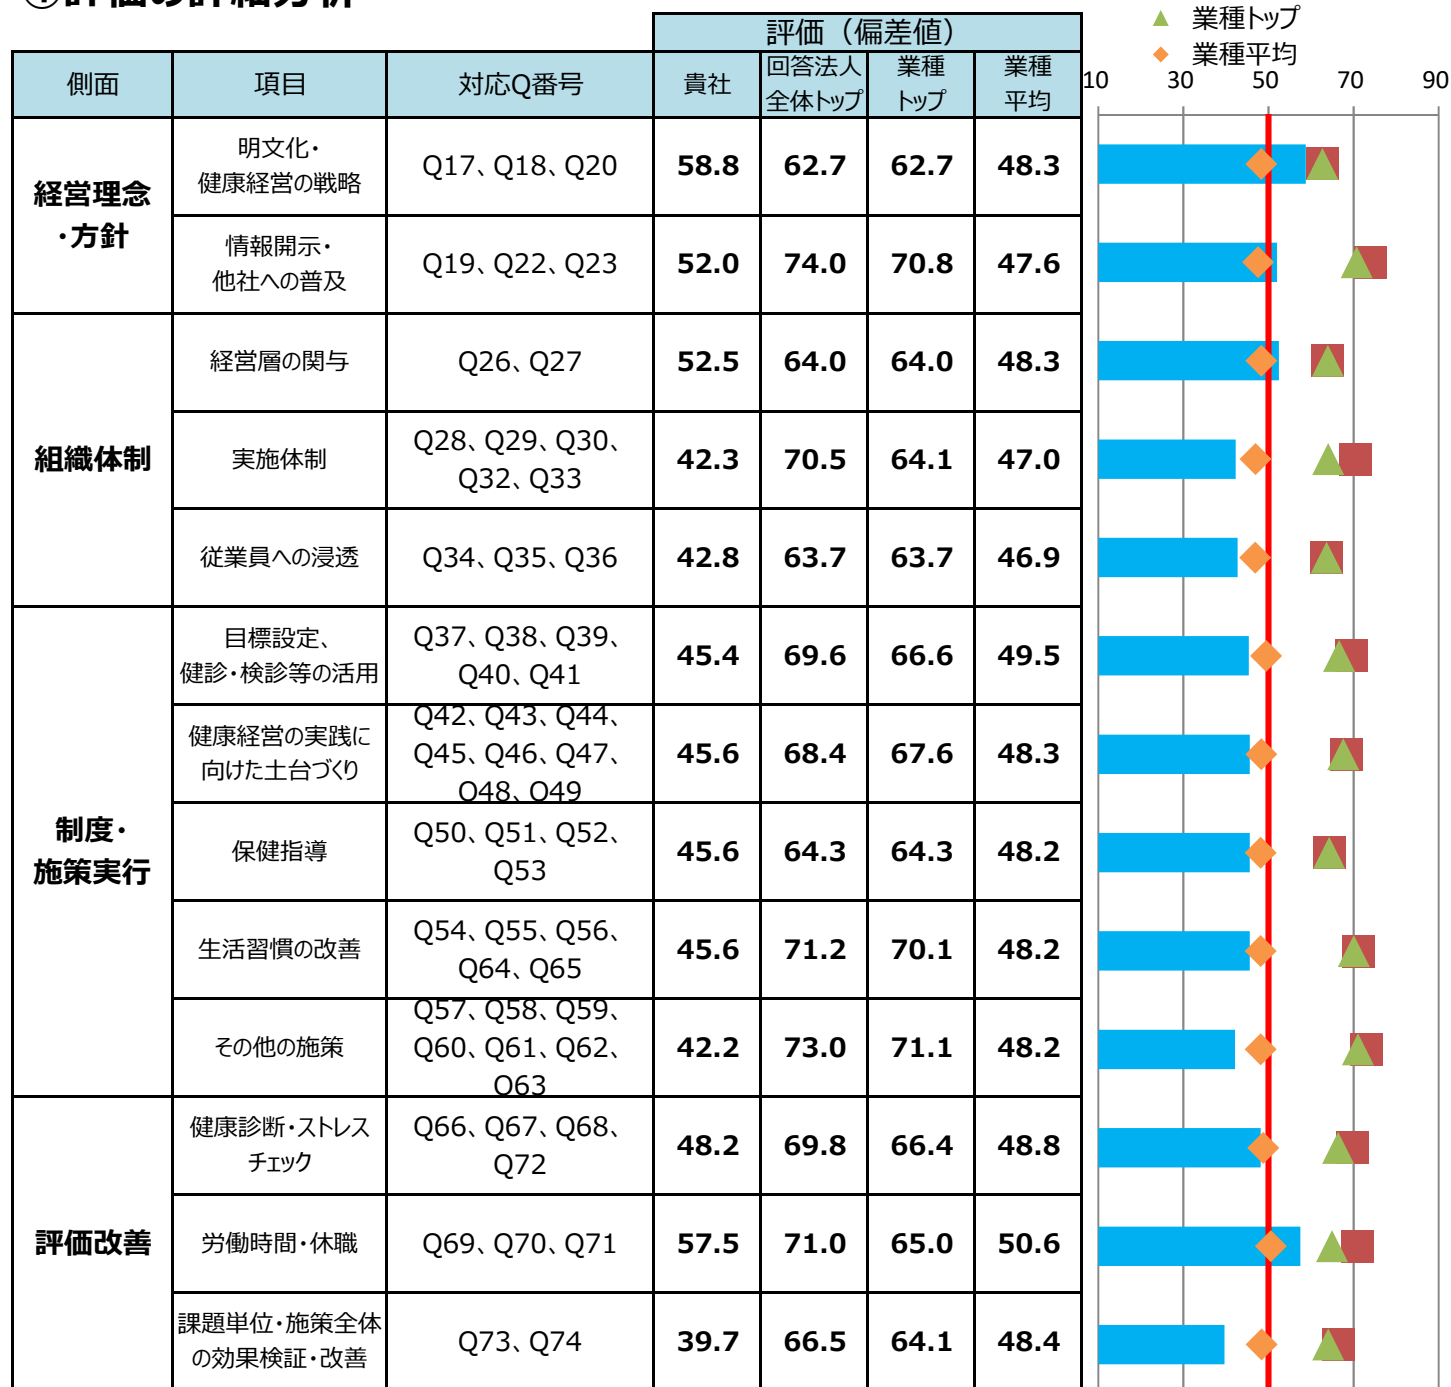 ①評価の詳細分析
▲ 業種トップ
◆ 業種平均
評価（偏差値）
側面 項目 対応Q番号 貴社 回答法人全体トップ 業種トップ 業種平均
10 30 50 70 90
経営理念
・方針
明文化・
健康経営の戦略
Q17、Q18、Q20
58.8 62.7 62.7 48.3
情報開示・
他社への普及
Q19、Q22、Q23
52.0 74.0 70.8 47.6
組織体制
経営層の関与
Q26、Q27
52.5 64.0 64.0 48.3
実施体制
Q28、Q29、Q30、
Q32、Q33
42.3 70.5 64.1 47.0
従業員への浸透
Q34、Q35、Q36
42.8 63.7 63.7 46.9
制度・
施策実行
目標設定、
健診・検診等の活用
Q37、Q38、Q39、
Q40、Q41
45.4 69.6 66.6 49.5
健康経営の実践に
向けた土台づくり
Q42、Q43、Q44、
Q45、Q46、Q47、
Q48、Q49
45.6 68.4 67.6 48.3
保健指導
Q50、Q51、Q52、
Q53
45.6 64.3 64.3 48.2
生活習慣の改善
Q54、Q55、Q56、
Q64、Q65
45.6 71.2 70.1 48.2
その他の施策
Q57、Q58、Q59、
Q60、Q61、Q62、
Q63
42.2 73.0 71.1 48.2
評価改善
健康診断・ストレス
チェック
Q66、Q67、Q68、
Q72
48.2 69.8 66.4 48.8
労働時間・休職
Q69、Q70、Q71
57.5 71.0 65.0 50.6
課題単位・施策全体
の効果検証・改善
Q73、Q74
39.7 66.5 64.1 48.4